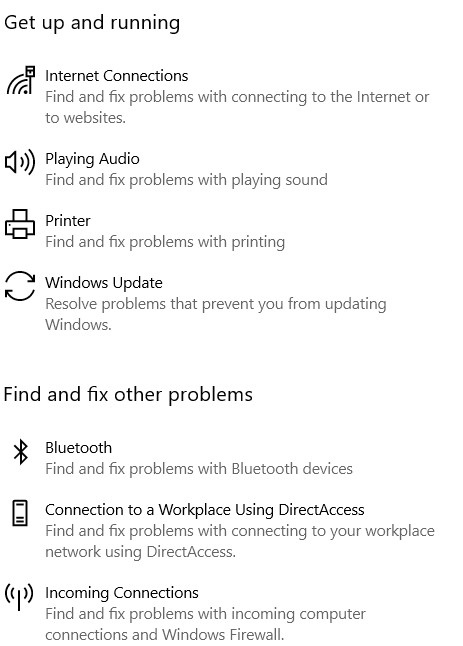 Get up and running
Internet Connections
Find and fix problems with connecting to the Internet or
to websites.
Playing Audio
Find and fix problems with playing sound
Printer
Find and fix problems with printing
Windows Update
Resolve problems that prevent you from updating
Windows.
Find and fix other problems
Bluetooth
Find and fix problems with Bluetooth devices
Connection to a Workplace Using DirectAccess
Find and fix problems with connecting to your workplace
network using DirectAccess.
Incoming Connections
Find and fix problems with incoming computer
connections and Windows Firewall.